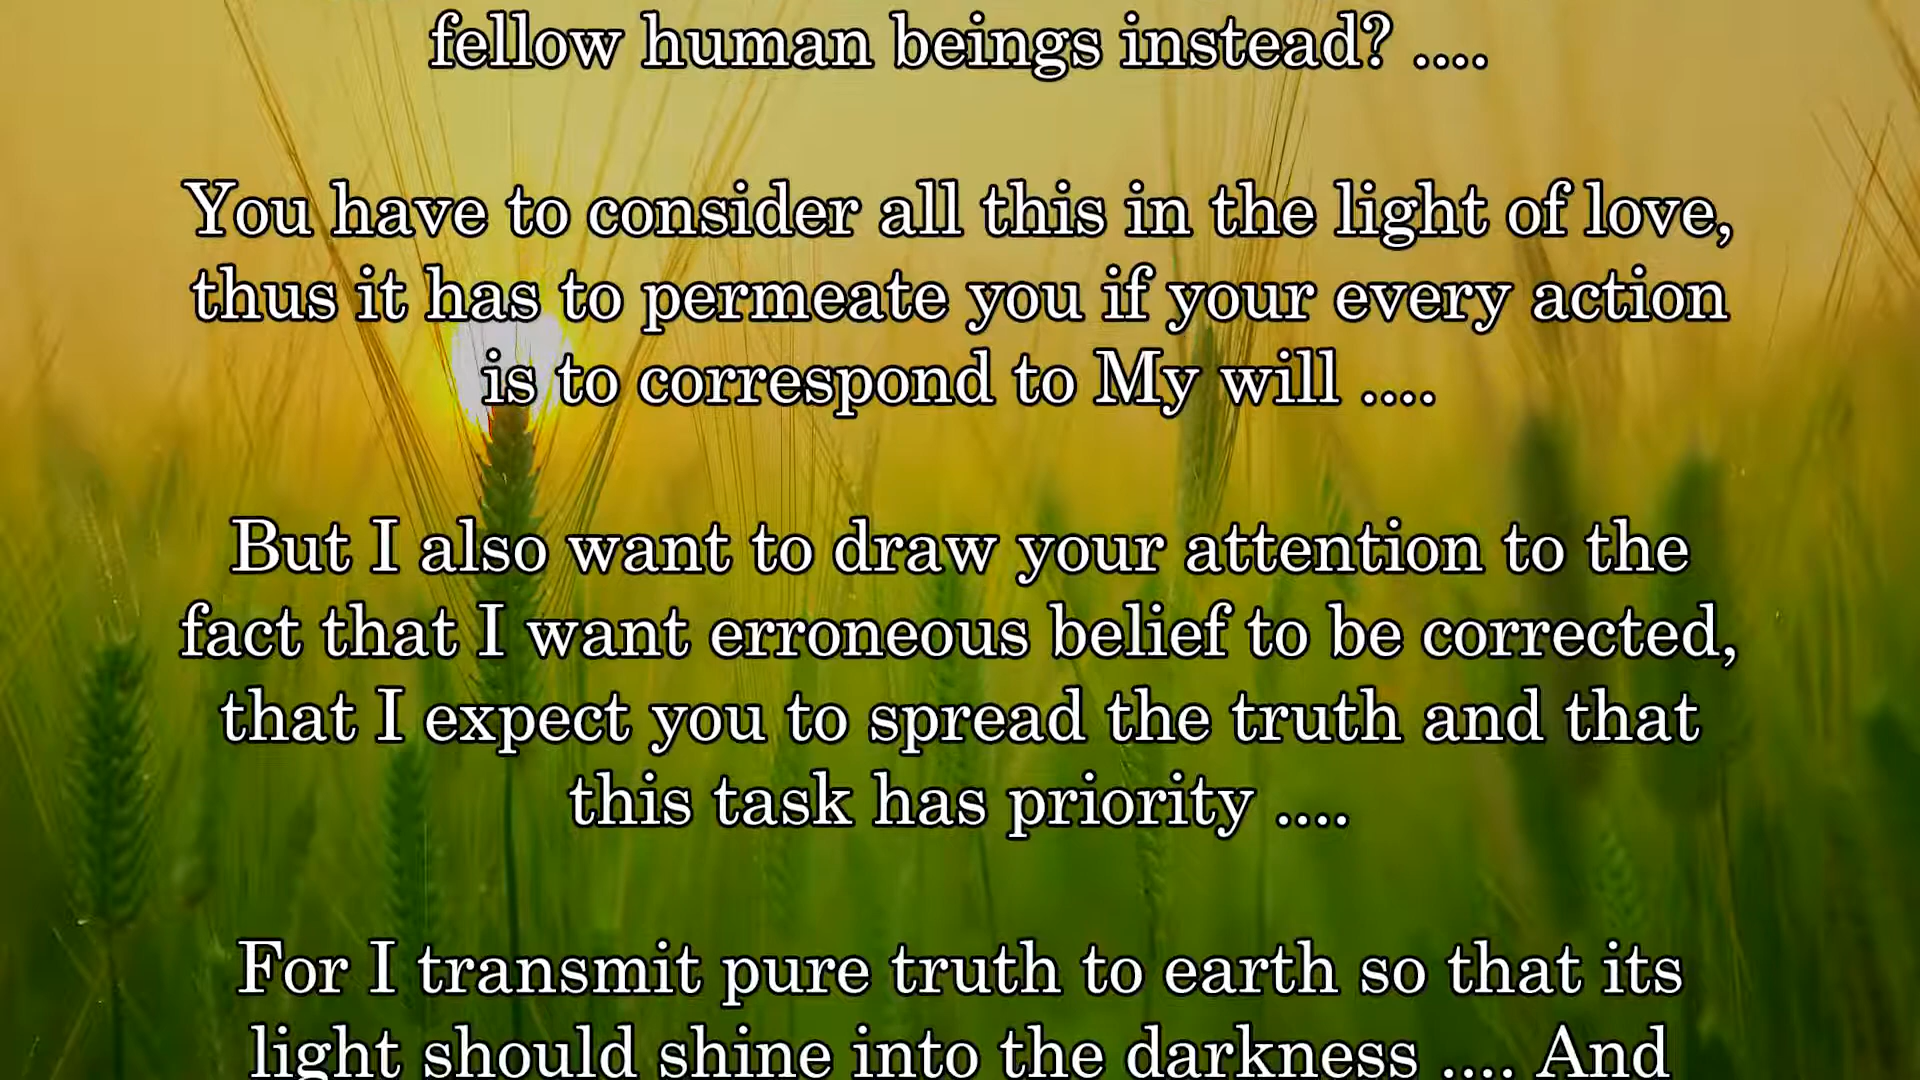 fellow human beings instead? ....
You have to consider all this in the light of love,
thus it has to permeate you if your every action
is to correspond to My will ....
But I also want to draw your attention to the
fact that I want erroneous belief to be corrected,
that I expect you to spread the truth and that
this task has priority ....
For I transmit pure truth to earth so that its
light should shine into the darkness .... And